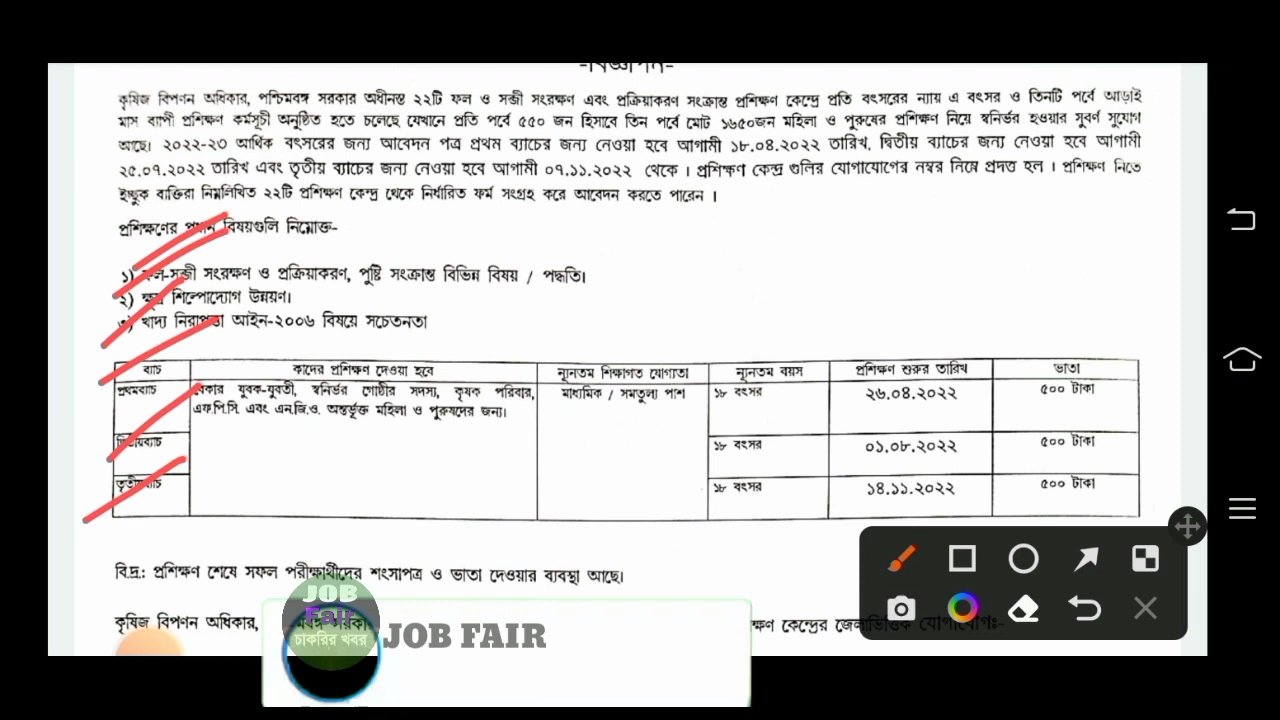 -বিজ্ঞাপন-
কৃষিজ বিপণন অধিকার, পশ্চিমবঙ্গ সরকার অধীনস্ত ২২টি ফল ও সব্জী সংরক্ষণ এবং প্রক্রিয়াকরণ সংক্রান্ত প্রশিক্ষণ কেন্দ্রে প্রতি বৎসরের ন্যায় এ বৎসর ও তিনটি পর্বে আড়াই
মাস ব্যাপী প্রশিক্ষণ কর্মসূচী অনুষ্ঠিত হতে চলেছে যেখানে প্রতি পর্বে ৫৫০ জন হিসাবে তিন পর্বে মোট ১৬৫০জন মহিলা ও পুরুষের প্রশিক্ষণ নিয়ে স্বনির্ভর হওয়ার সুবর্ণ সুযোগ
আছে। ২০২২-২৩ আর্থিক বৎসরের জন্য আবেদন পত্র প্রথম ব্যাচের জন্য নেওয়া হবে আগামী ১৮.০৪.২০২২ তারিখ, দ্বিতীয় ব্যাচের জন্য নেওয়া হবে আগামী
২৫.০৭.২০২২ তারিখ এবং তৃতীয় ব্যাচের জন্য নেওয়া হবে আগামী ০৭.১১.২০২২ থেকে । প্রশিক্ষণ কেন্দ্র গুলির যোগাযোগের নম্বর নিম্নে প্রদত্ত হল । প্রশিক্ষণ নিতে
ইচ্ছুক ব্যক্তিরা নিম্নলিখিত ২২টি প্রশিক্ষণ কেন্দ্র থেকে নির্ধারিত ফর্ম সংগ্রহ করে আবেদন করতে পারেন ।
প্রশিক্ষণের প্রধান বিষয়গুলি নিম্নোক্ত-
১) ফল-সব্জী সংরক্ষণ ও প্রক্রিয়াকরণ, পুষ্টি সংক্রান্ত বিভিন্ন বিষয় / পদ্ধতি।
২) ক্ষুদ্র শিল্পোদ্যোগ উন্নয়ণ।
৩) খাদ্য নিরাপত্তা আইন-২০০৬ বিষয়ে সচেতনতা
ব্যাচ কাদের প্রশিক্ষণ দেওয়া হবে ন্যূনতম শিক্ষাগত যোগ্যতা ন্যূনতম বয়স প্রশিক্ষণ শুরুর তারিখ ভাতা
প্রথমব্যাচ বেকার যুবক-যুবতী, স্বনির্ভর গোষ্ঠীর সদস্য, কৃষক পরিবার, মাধ্যমিক / সমতুল্য পাশ ১৮ বৎসর ২৬.০৪.২০২২ ৫০০ টাকা
এফ.পি.সি এবং এন.জি.ও. অন্তর্ভূক্ত মহিলা ও পুরুষদের জন্য।
দ্বিতীয়ব্যাচ ১৮ বৎসর ০১.০৮.২০২২ ৫০০ টাকা
তৃতীয়ব্যাচ ১৮ বৎসর ১৪.১১.২০২২ ৫০০ টাকা
বি.দ্র: প্রশিক্ষণ শেষে সফল পরীক্ষার্থীদের শংসাপত্র ও ভাতা দেওয়ার ব্যবস্থা আছে।
কৃষিজ বিপণন অধিকার, কেন্দ্রের জেলাভিত্তিক যোগাযোগঃ-
JOB
Fair
চাকরির খবর
JOB FAIR